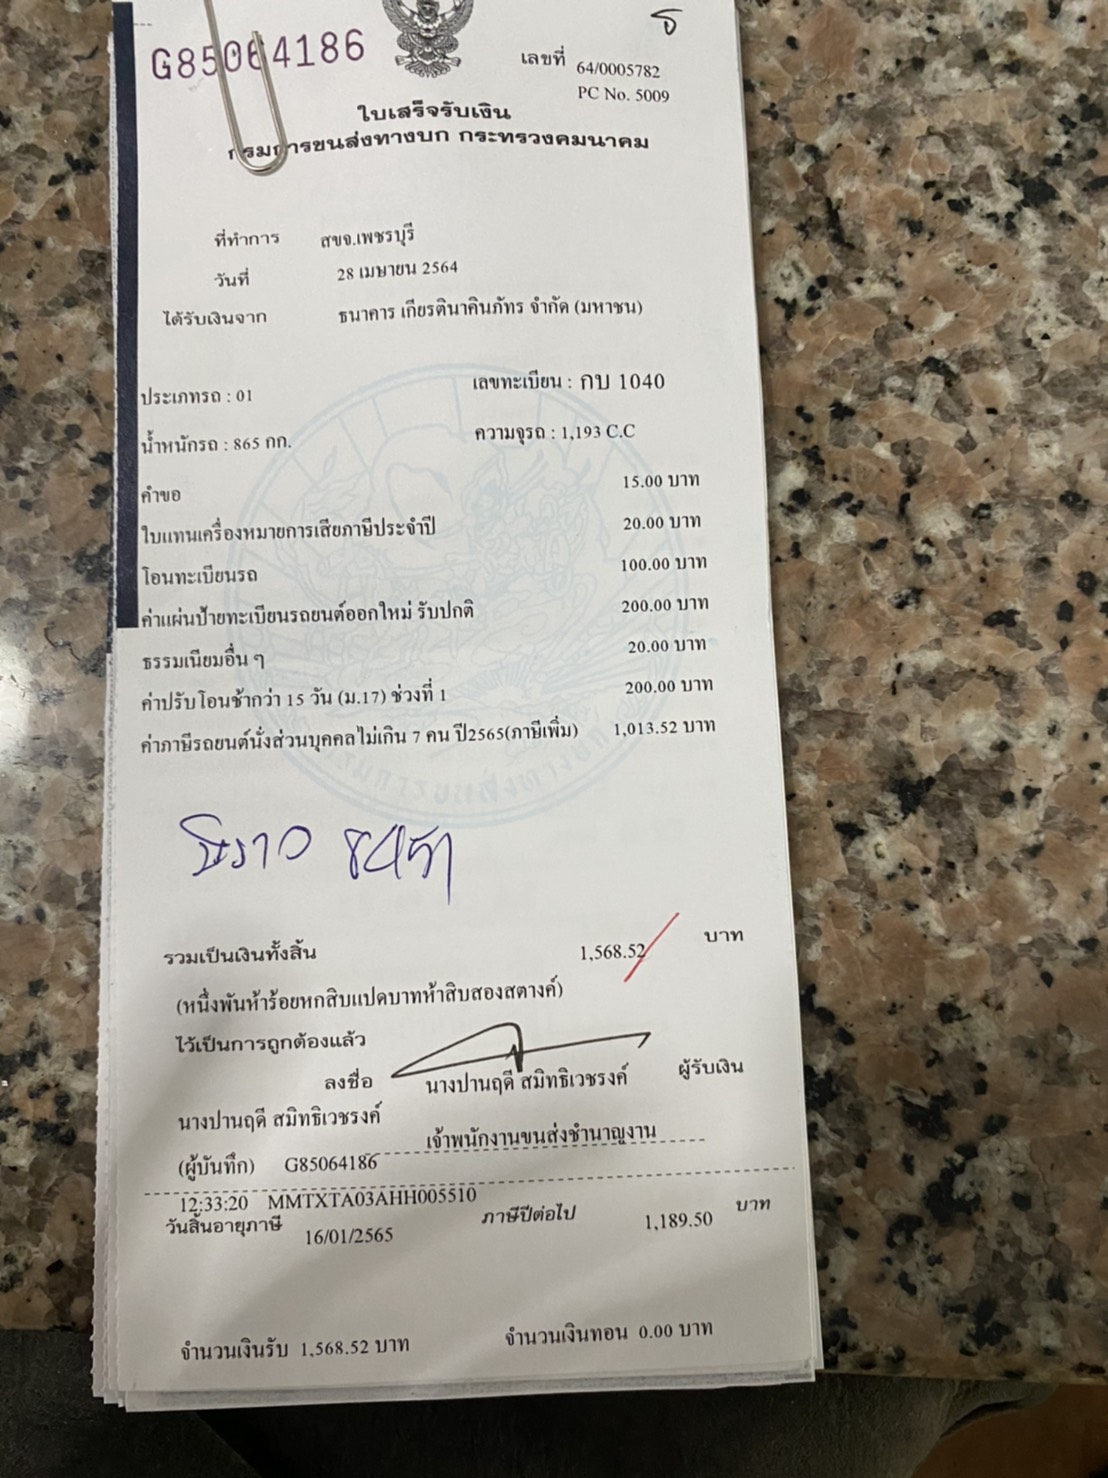 ธ
G85064186
เลขที่ 64/0005782
PC No. 5009
ใบเสร็จรับเงิน
กรมการขนส่งทางบก กระทรวงคมนาคม
ที่ทำการ สขจ.เพชรบุรี
วันที่ 28 เมษายน 2564
ได้รับเงินจาก ธนาคาร เกียรตินาคินภัทร จำกัด (มหาชน)
ประเภทรถ : 01 เลขทะเบียน : กบ 1040
น้ำหนักรถ : 865 กก. ความจุรถ : 1,193 C.C
คำขอ 15.00 บาท
ใบแทนเครื่องหมายการเสียภาษีประจำปี 20.00 บาท
โอนทะเบียนรถ 100.00 บาท
ค่าแผ่นป้ายทะเบียนรถยนต์ออกใหม่ รับปกติ 200.00 บาท
ธรรมเนียมอื่น ๆ 20.00 บาท
ค่าปรับโอนช้ากว่า 15 วัน (ม.17) ช่วงที่ 1 200.00 บาท
ค่าภาษีรถยนต์นั่งส่วนบุคคลไม่เกิน 7 คน ปี2565(ภาษีเพิ่ม) 1,013.52 บาท
กรมการขนส่งทางบก
รวมเป็นเงินทั้งสิ้น 1,568.52 บาท
(หนึ่งพันห้าร้อยหกสิบแปดบาทห้าสิบสองสตางค์)
ไว้เป็นการถูกต้องแล้ว
ลงชื่อ นางปานฤดี สมิทธิเวชรงค์ ผู้รับเงิน
นางปานฤดี สมิทธิเวชรงค์
เจ้าพนักงานขนส่งชำนาญงาน
(ผู้บันทึก) G85064186
12:33:20 MMTXTA03AHH005510
วันสิ้นอายุภาษี 16/01/2565 ภาษีปีต่อไป 1,189.50 บาท
จำนวนเงินรับ 1,568.52 บาท จำนวนเงินทอน 0.00 บาท